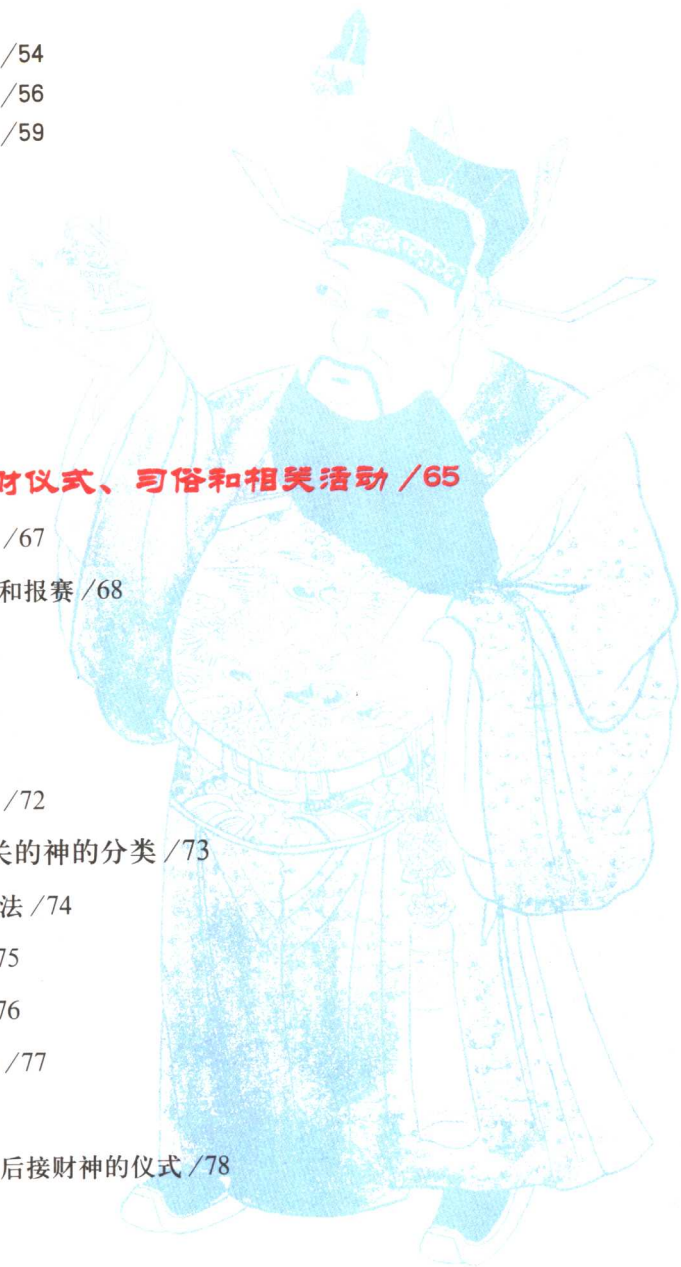 /54
/56
/59
财仪式、习俗和相关活动 /65
/67
和报赛 /68
/72
关的神的分类 /73
法 /74
75
76
/77
后接财神的仪式 /78